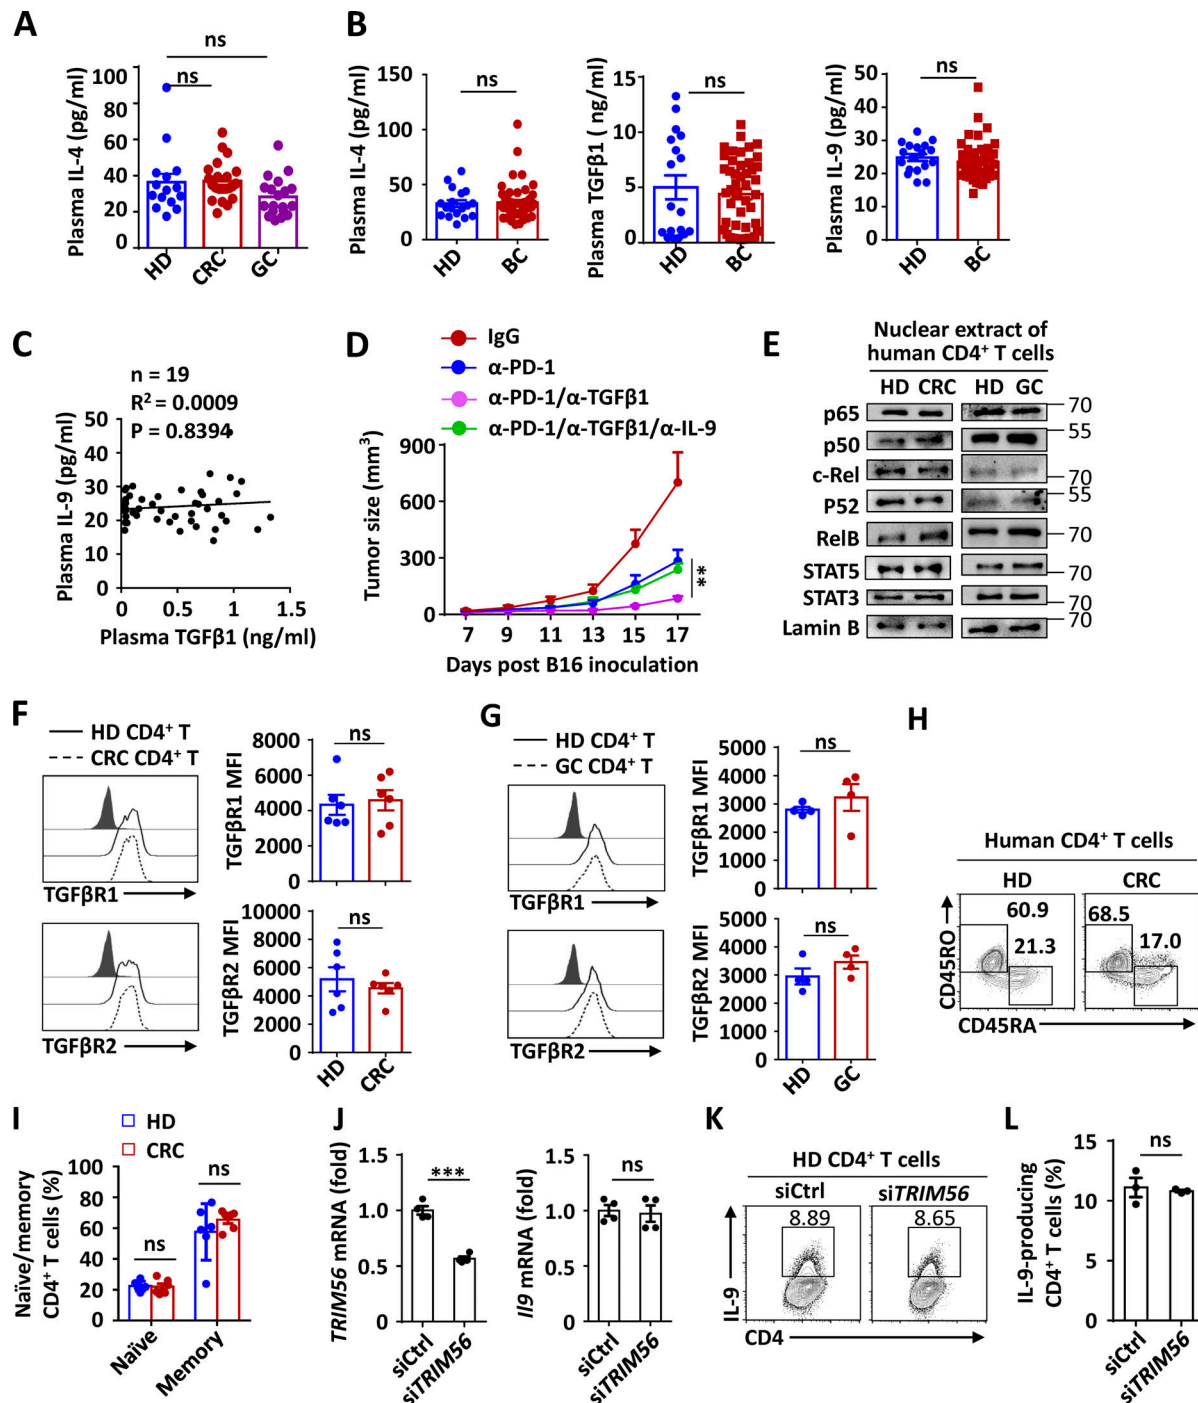 A
ns
ns
Plasma IL-4 (pg/ml)
100
80
60
40
20
0
HD
CRC
GC
B
ns
Plasma IL-4 (pg/ml)
150
100
50
0
HD
BC
ns
Plasma TGFβ1 ( ng/ml)
15
10
5
0
HD
BC
ns
Plasma IL-9 (pg/ml)
50
40
30
20
10
0
HD
BC
C
n = 19
R² = 0.0009
P = 0.8394
Plasma IL-9 (pg/ml)
50
40
30
20
10
0
0 0.5 1 1.5
Plasma TGFβ1 (ng/ml)
D
IgG
α-PD-1
α-PD-1/α-TGFβ1
α-PD-1/α-TGFβ1/α-IL-9
Tumor size (mm³)
900
600
300
0
**
7 9 11 13 15 17
Days post B16 inoculation
E
Nuclear extract of
human CD4⁺ T cells
HD CRC HD GC
p65 70
p50 55
c-Rel 70
P52 55
RelB 70
STAT5 70
STAT3 70
Lamin B 70
F
HD CD4⁺ T
CRC CD4⁺ T
TGFβR1
TGFβR2
ns
TGFβR1 MFI
8000
6000
4000
2000
0
ns
TGFβR2 MFI
10000
8000
6000
4000
2000
0
HD
CRC
G
HD CD4⁺ T
GC CD4⁺ T
TGFβR1
TGFβR2
ns
TGFβR1 MFI
5000
4000
3000
2000
1000
0
ns
TGFβR2 MFI
5000
4000
3000
2000
1000
0
HD
GC
H
Human CD4⁺ T cells
HD CRC
60.9 68.5
21.3 17.0
CD45RO
CD45RA
I
HD
CRC
Naïve/memory
CD4⁺ T cells (%)
100
80
60
40
20
0
ns
ns
Naïve
Memory
J
TRIM56 mRNA (fold)
1.5
1.0
0.5
0
***
siCtrl
siTRIM56
Il9 mRNA (fold)
1.5
1.0
0.5
0
ns
siCtrl
siTRIM56
K
HD CD4⁺ T cells
siCtrl siTRIM56
8.89 8.65
IL-9
CD4
L
ns
IL-9-producing
CD4⁺ T cells (%)
15
10
5
0
siCtrl
siTRIM56